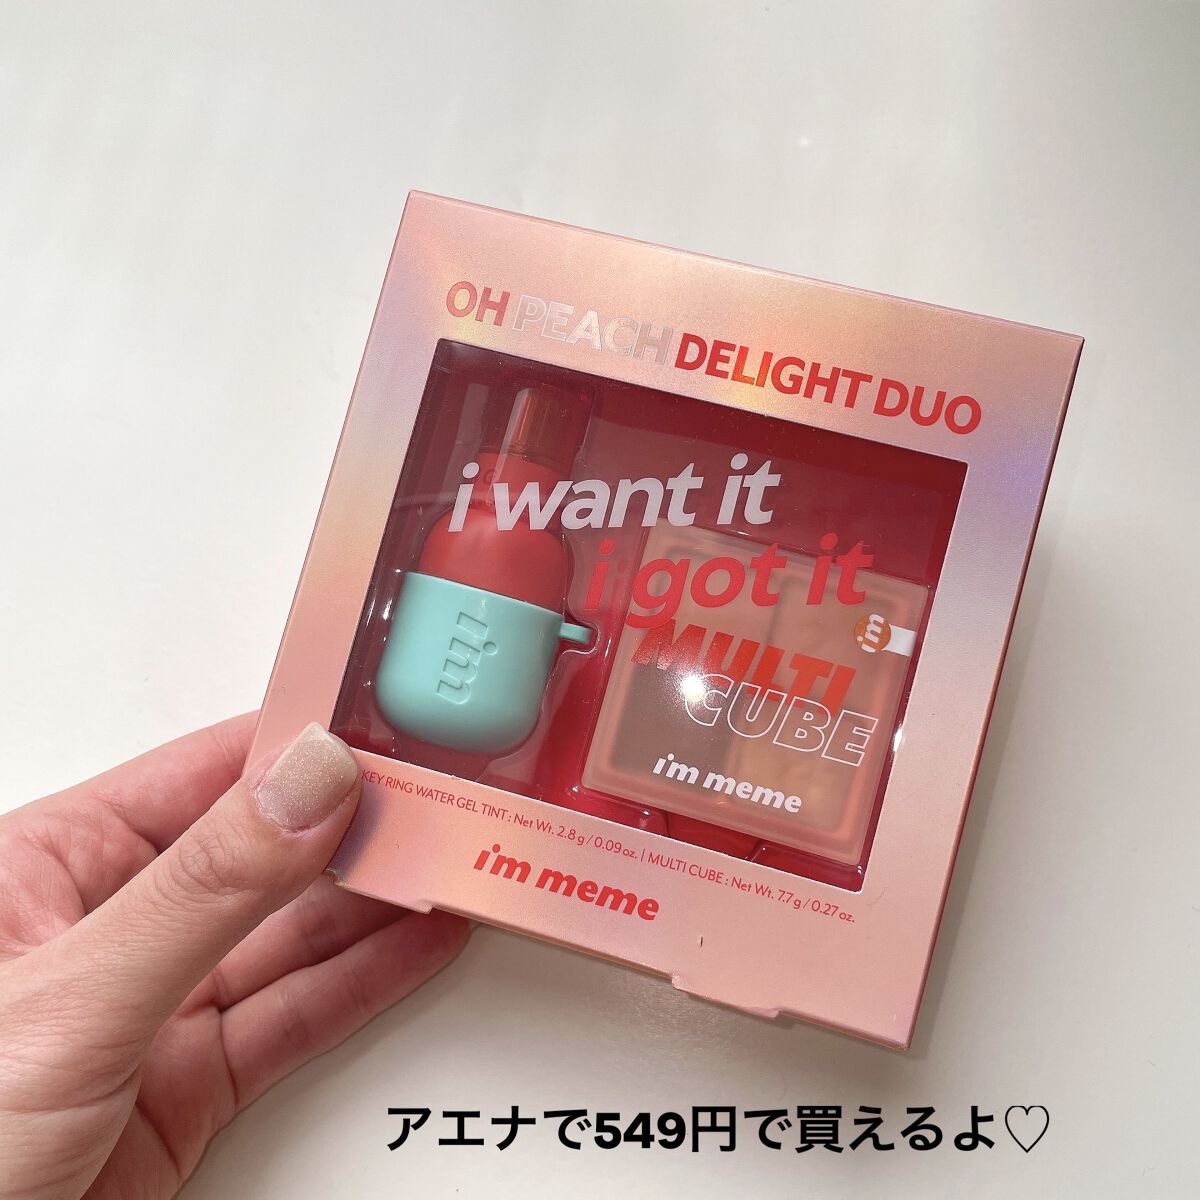 OH PEACH DELIGHT DUO
i want it
i got it
MULTI
CUBE
i'm meme
im
im
KEY RING WATER GEL TINT : Net Wt. 2.8 g / 0.09 oz. | MULTI CUBE : Net Wt. 7.7 g / 0.27 oz.
i'm meme
アエナで549円で買えるよ♡